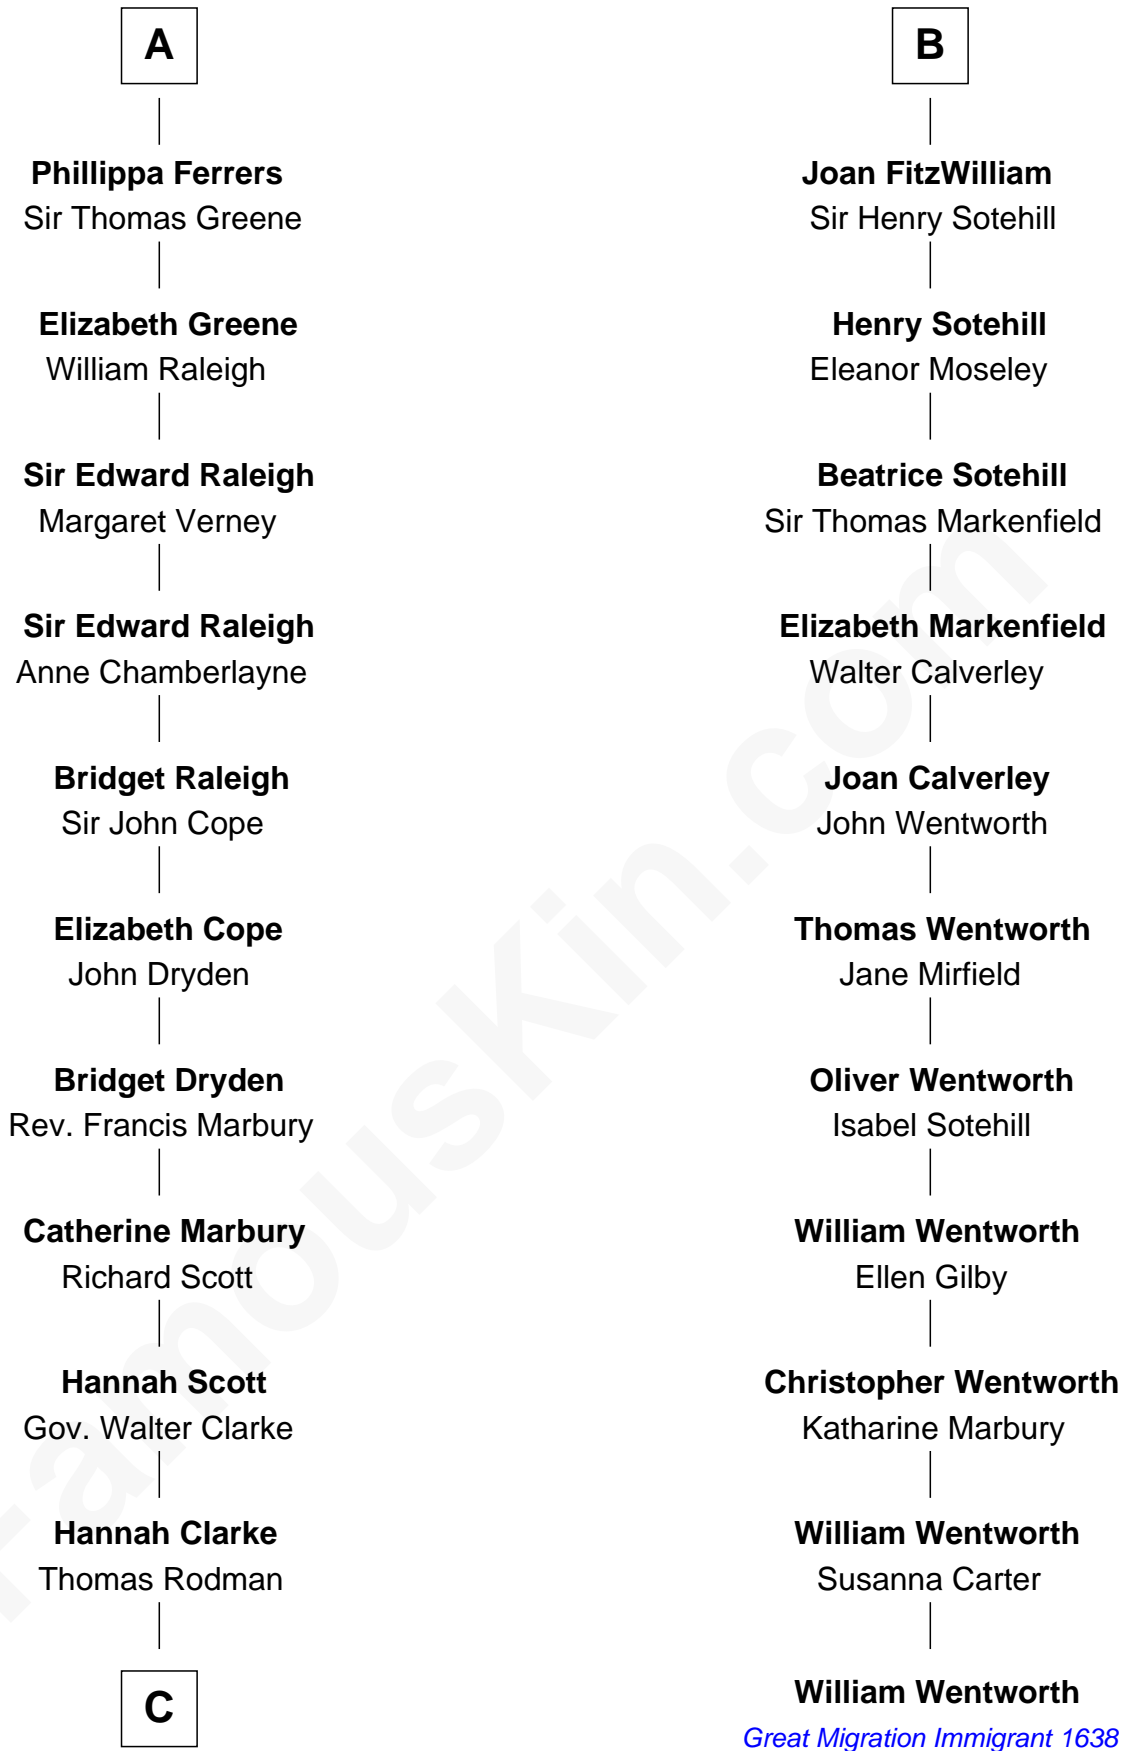 A
Phillippa Ferrers
Sir Thomas Greene
Elizabeth Greene
William Raleigh
Sir Edward Raleigh
Margaret Verney
Sir Edward Raleigh
Anne Chamberlayne
Bridget Raleigh
Sir John Cope
Elizabeth Cope
John Dryden
Bridget Dryden
Rev. Francis Marbury
Catherine Marbury
Richard Scott
Hannah Scott
Gov. Walter Clarke
Hannah Clarke
Thomas Rodman
C
B
Joan FitzWilliam
Sir Henry Sotehill
Henry Sotehill
Eleanor Moseley
Beatrice Sotehill
Sir Thomas Markenfield
Elizabeth Markenfield
Walter Calverley
Joan Calverley
John Wentworth
Thomas Wentworth
Jane Mirfield
Oliver Wentworth
Isabel Sotehill
William Wentworth
Ellen Gilby
Christopher Wentworth
Katharine Marbury
William Wentworth
Susanna Carter
William Wentworth
Great Migration Immigrant 1638
FamousKin.com